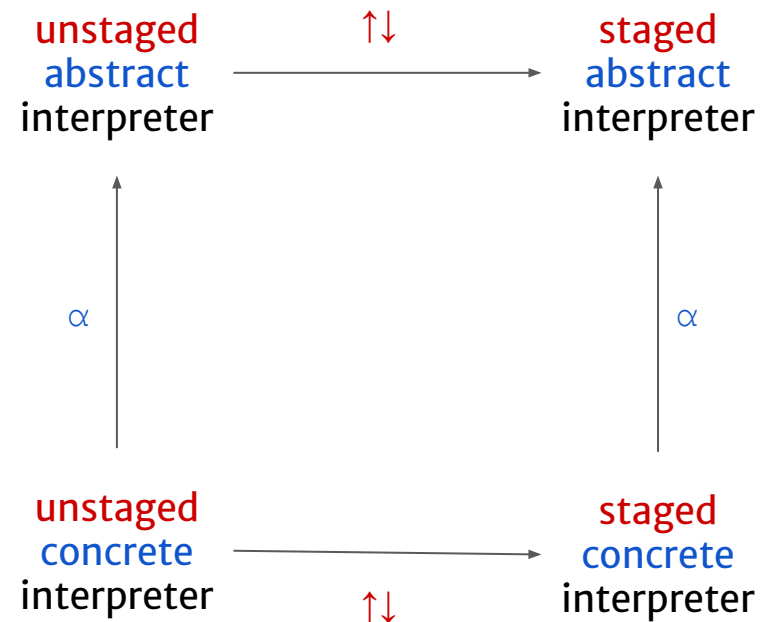 unstaged
abstract
interpreter
↑↓
staged
abstract
interpreter
α
α
unstaged
concrete
interpreter
↑↓
staged
concrete
interpreter